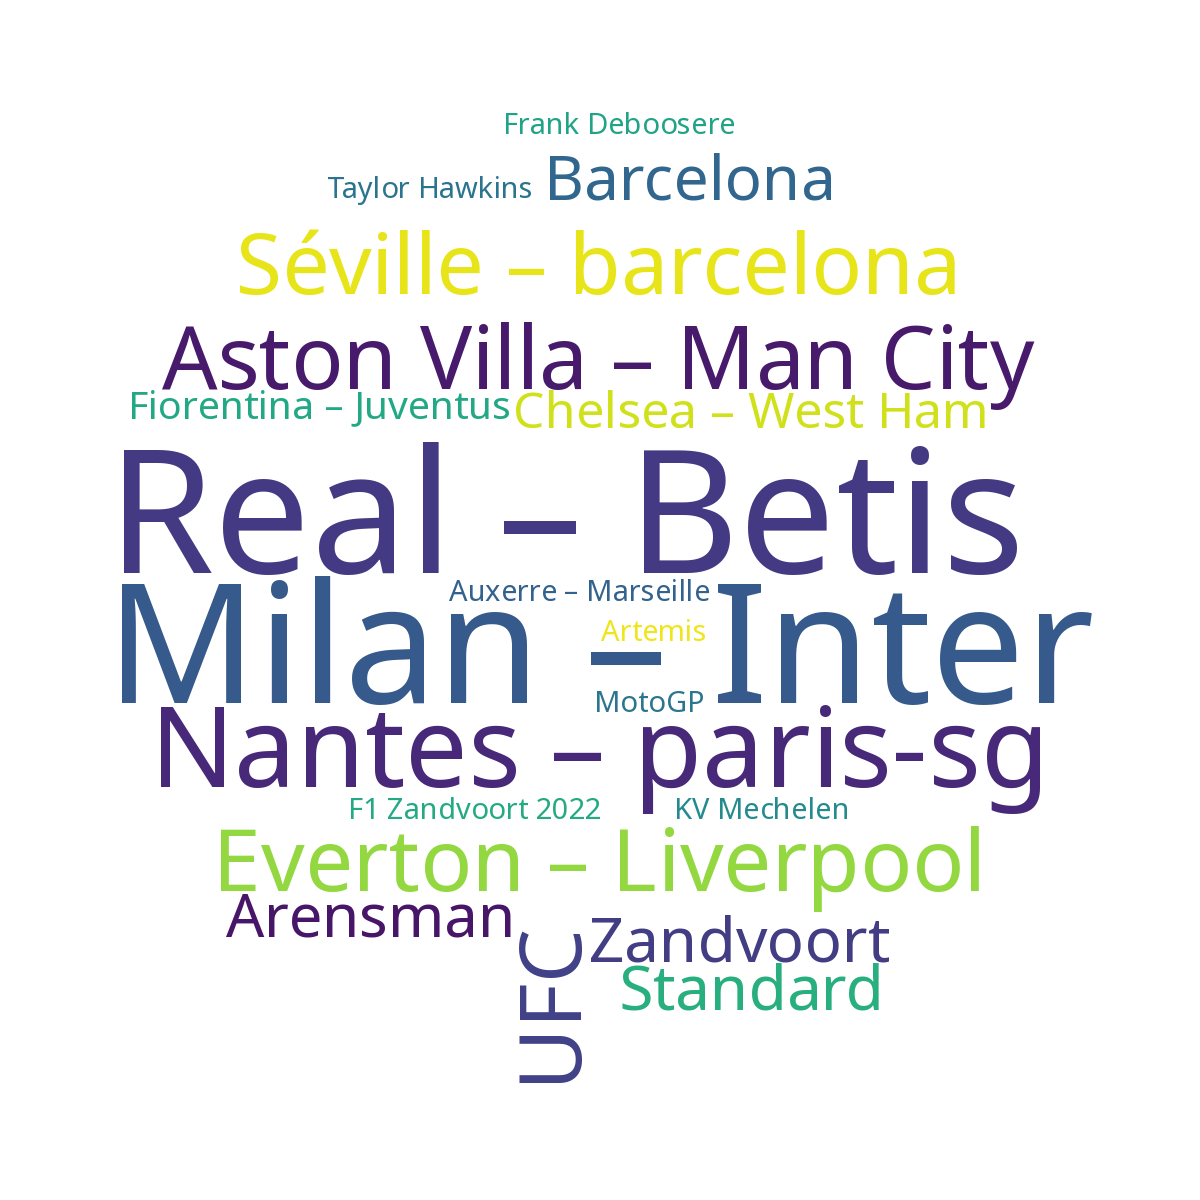 Frank Deboosere
Taylor Hawkins
Barcelona
Séville – barcelona
Aston Villa – Man City
Fiorentina – Juventus
Chelsea – West Ham
Real – Betis
Auxerre – Marseille
Milan – Inter
Artemis
MotoGP
Nantes – paris-sg
F1 Zandvoort 2022
KV Mechelen
Everton – Liverpool
Arensman
Zandvoort
UFC
Standard